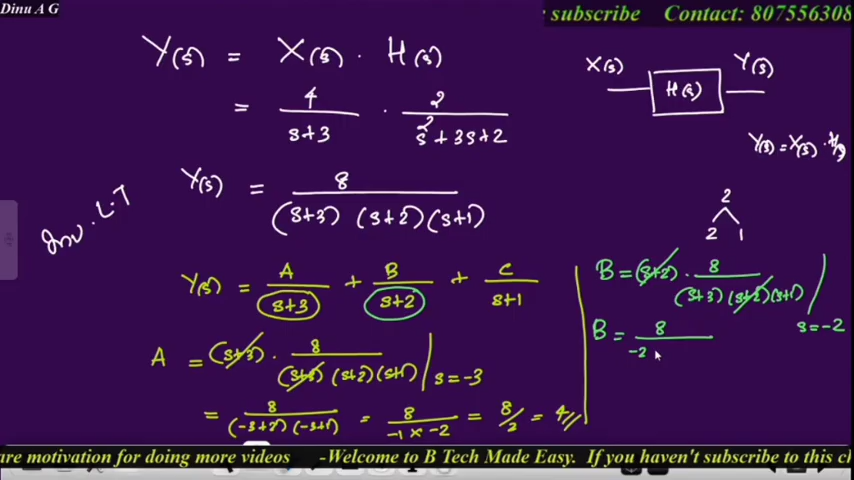 Dinu A G
subscribe Contact: 807556308
Y(s) = X(s) · H(s)
= 4/(s+3) · 2/(s²+3s+2)
Y(s) = 8/((s+3) (s+2)(s+1))
Inv. L.T
Y(s) = A/(s+3) + B/(s+2) + C/(s+1)
A = (s+3) · 8/((s+3) (s+2)(s+1)) | s=-3
= 8/((-3+2) (-3+1)) = 8/(-1 × -2) = 8/2 = 4//
X(s) H(s) Y(s)
Y(s) = X(s) · H(s)
2
2 1
B = (s+2) · 8/((s+3)(s+2)(s+1)) | s=-2
B = 8/(-2
are motivation for doing more videos -Welcome to B Tech Made Easy. If you haven't subscribe to this ch